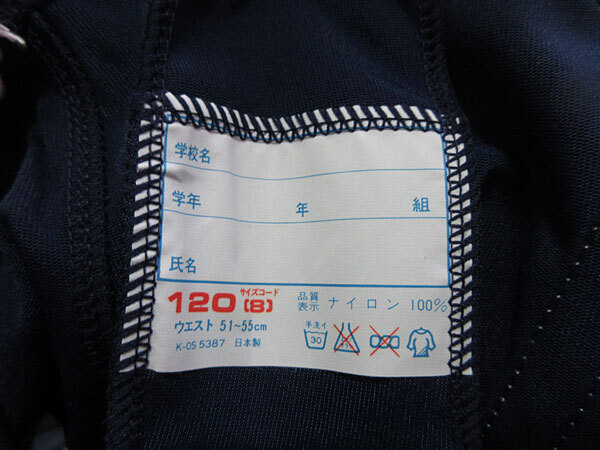 学校名
学年 年 組
氏名
サイズコード
120 (8) 品質表示 ナイロン 100%
ウエスト 51~55cm 手洗イ 30
K-05 5387 日本製